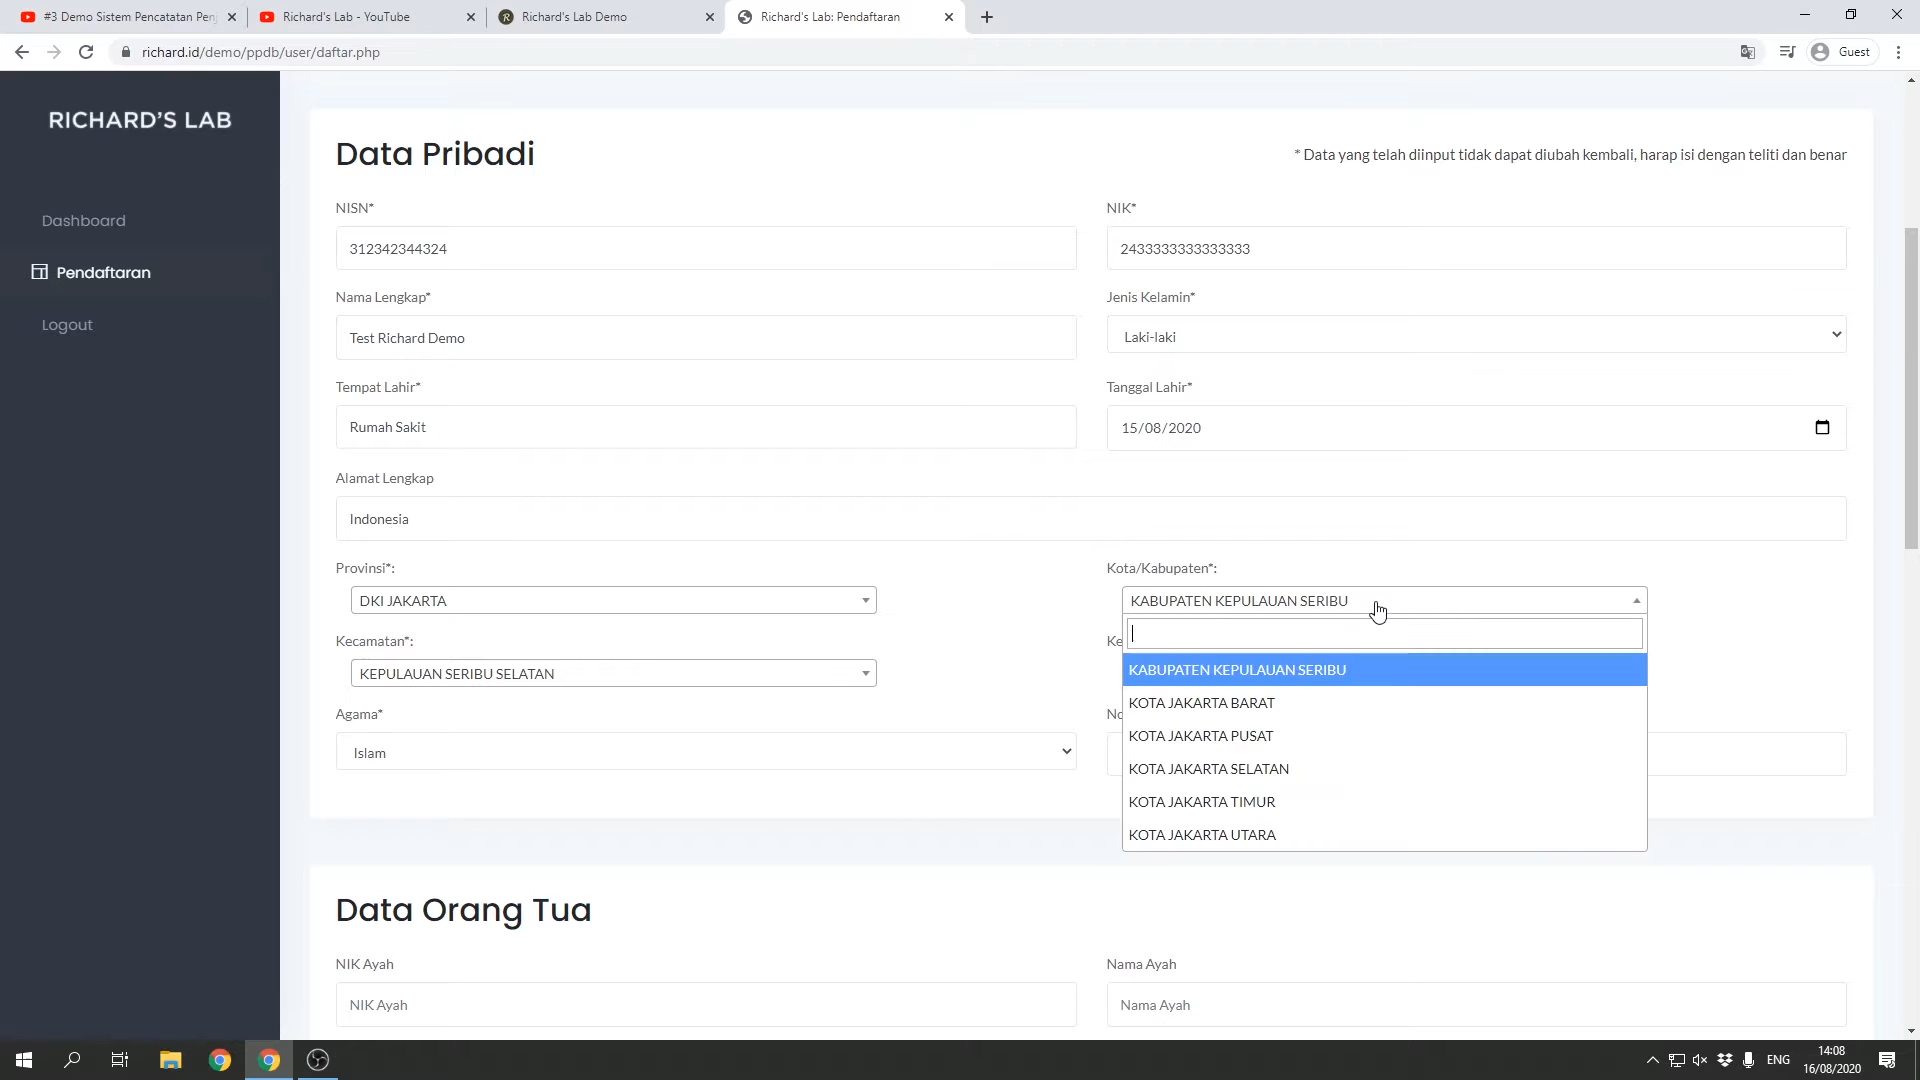 #3 Demo Sistem Pencatatan Pen
Richard's Lab - YouTube
Richard's Lab Demo
Richard's Lab: Pendaftaran
richard.id/demo/ppdb/user/daftar.php
Guest
RICHARD'S LAB
Dashboard
Pendaftaran
Logout
Data Pribadi
* Data yang telah diinput tidak dapat diubah kembali, harap isi dengan teliti dan benar
NISN*
NIK*
312342344324
2433333333333333
Nama Lengkap*
Jenis Kelamin*
Test Richard Demo
Laki-laki
Tempat Lahir*
Tanggal Lahir*
Rumah Sakit
15/08/2020
Alamat Lengkap
Indonesia
Provinsi*:
Kota/Kabupaten*:
DKI JAKARTA
KABUPATEN KEPULAUAN SERIBU
Kecamatan*:
Ke
KEPULAUAN SERIBU SELATAN
KABUPATEN KEPULAUAN SERIBU
KOTA JAKARTA BARAT
Agama*
No
KOTA JAKARTA PUSAT
Islam
KOTA JAKARTA SELATAN
KOTA JAKARTA TIMUR
KOTA JAKARTA UTARA
Data Orang Tua
NIK Ayah
Nama Ayah
NIK Ayah
Nama Ayah
ENG
14:08
16/08/2020